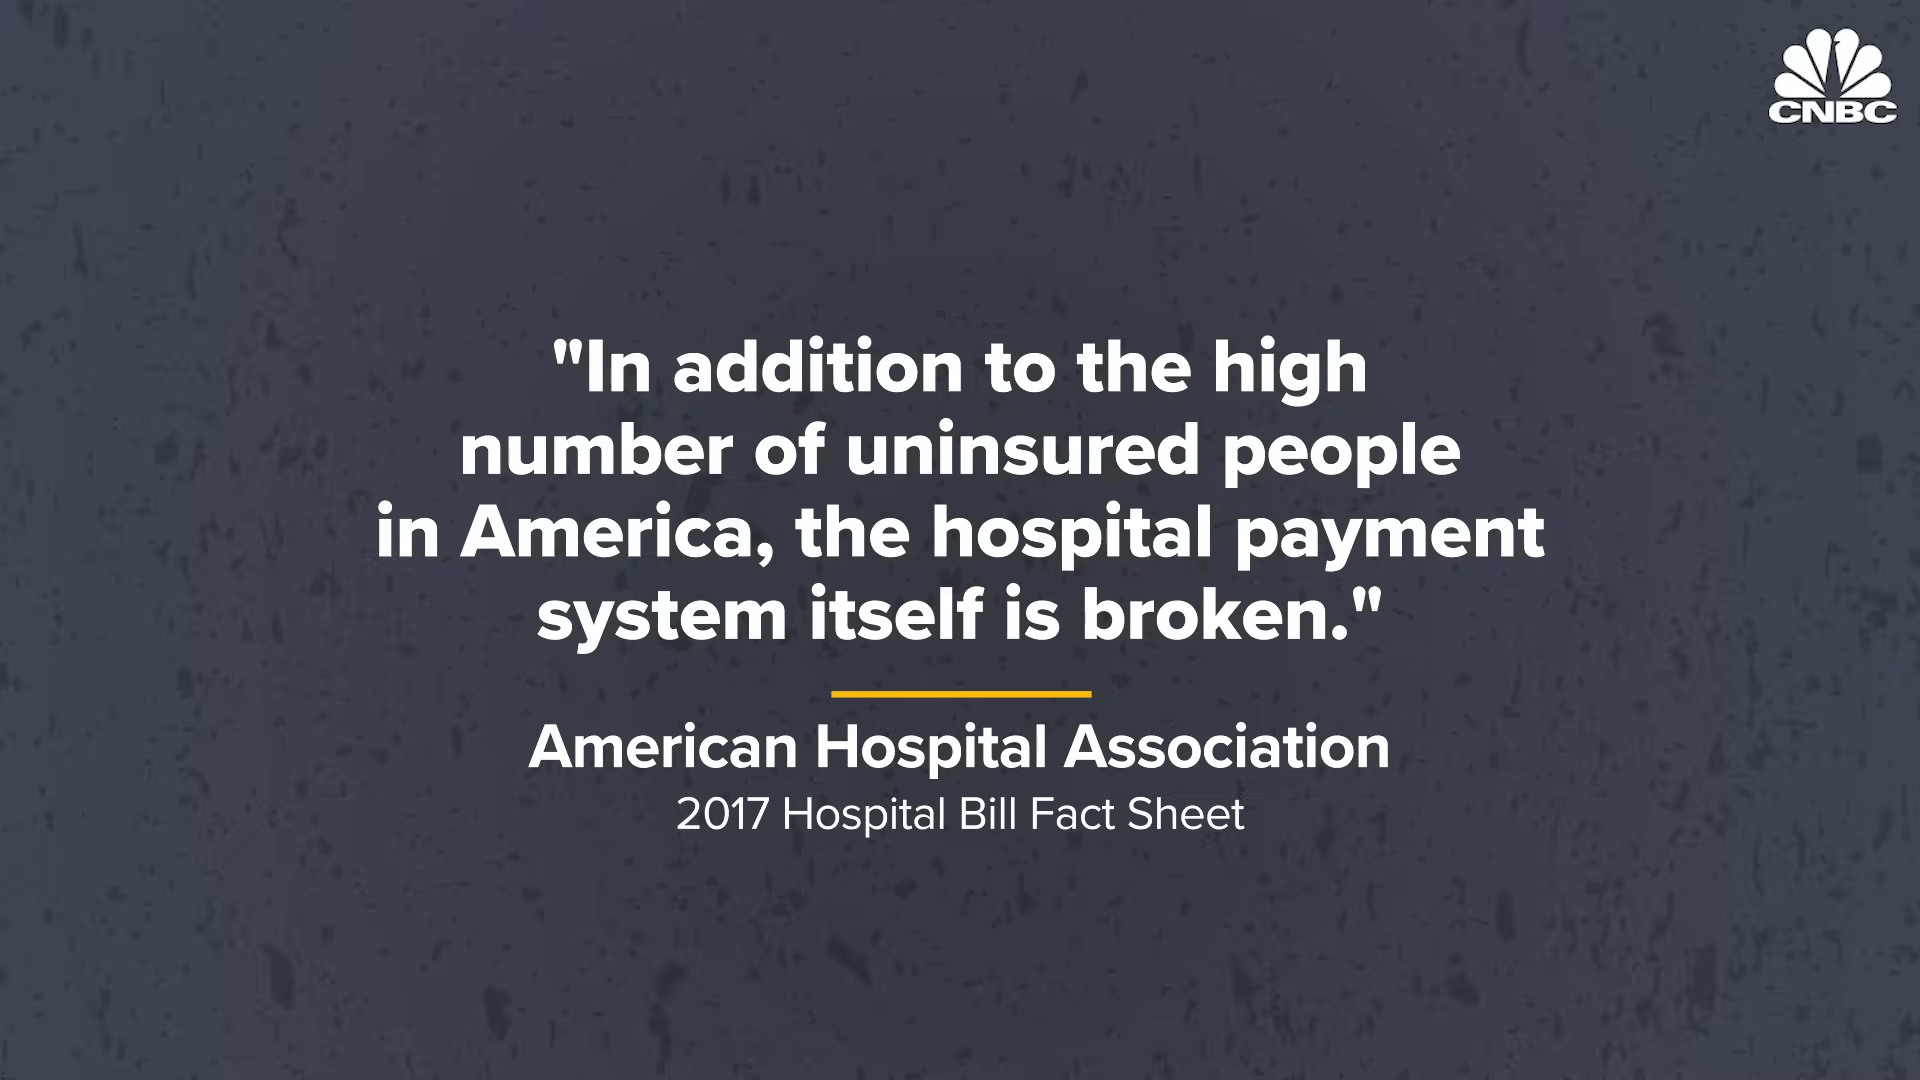 CNBC
"In addition to the high
number of uninsured people
in America, the hospital payment
system itself is broken."
American Hospital Association
2017 Hospital Bill Fact Sheet